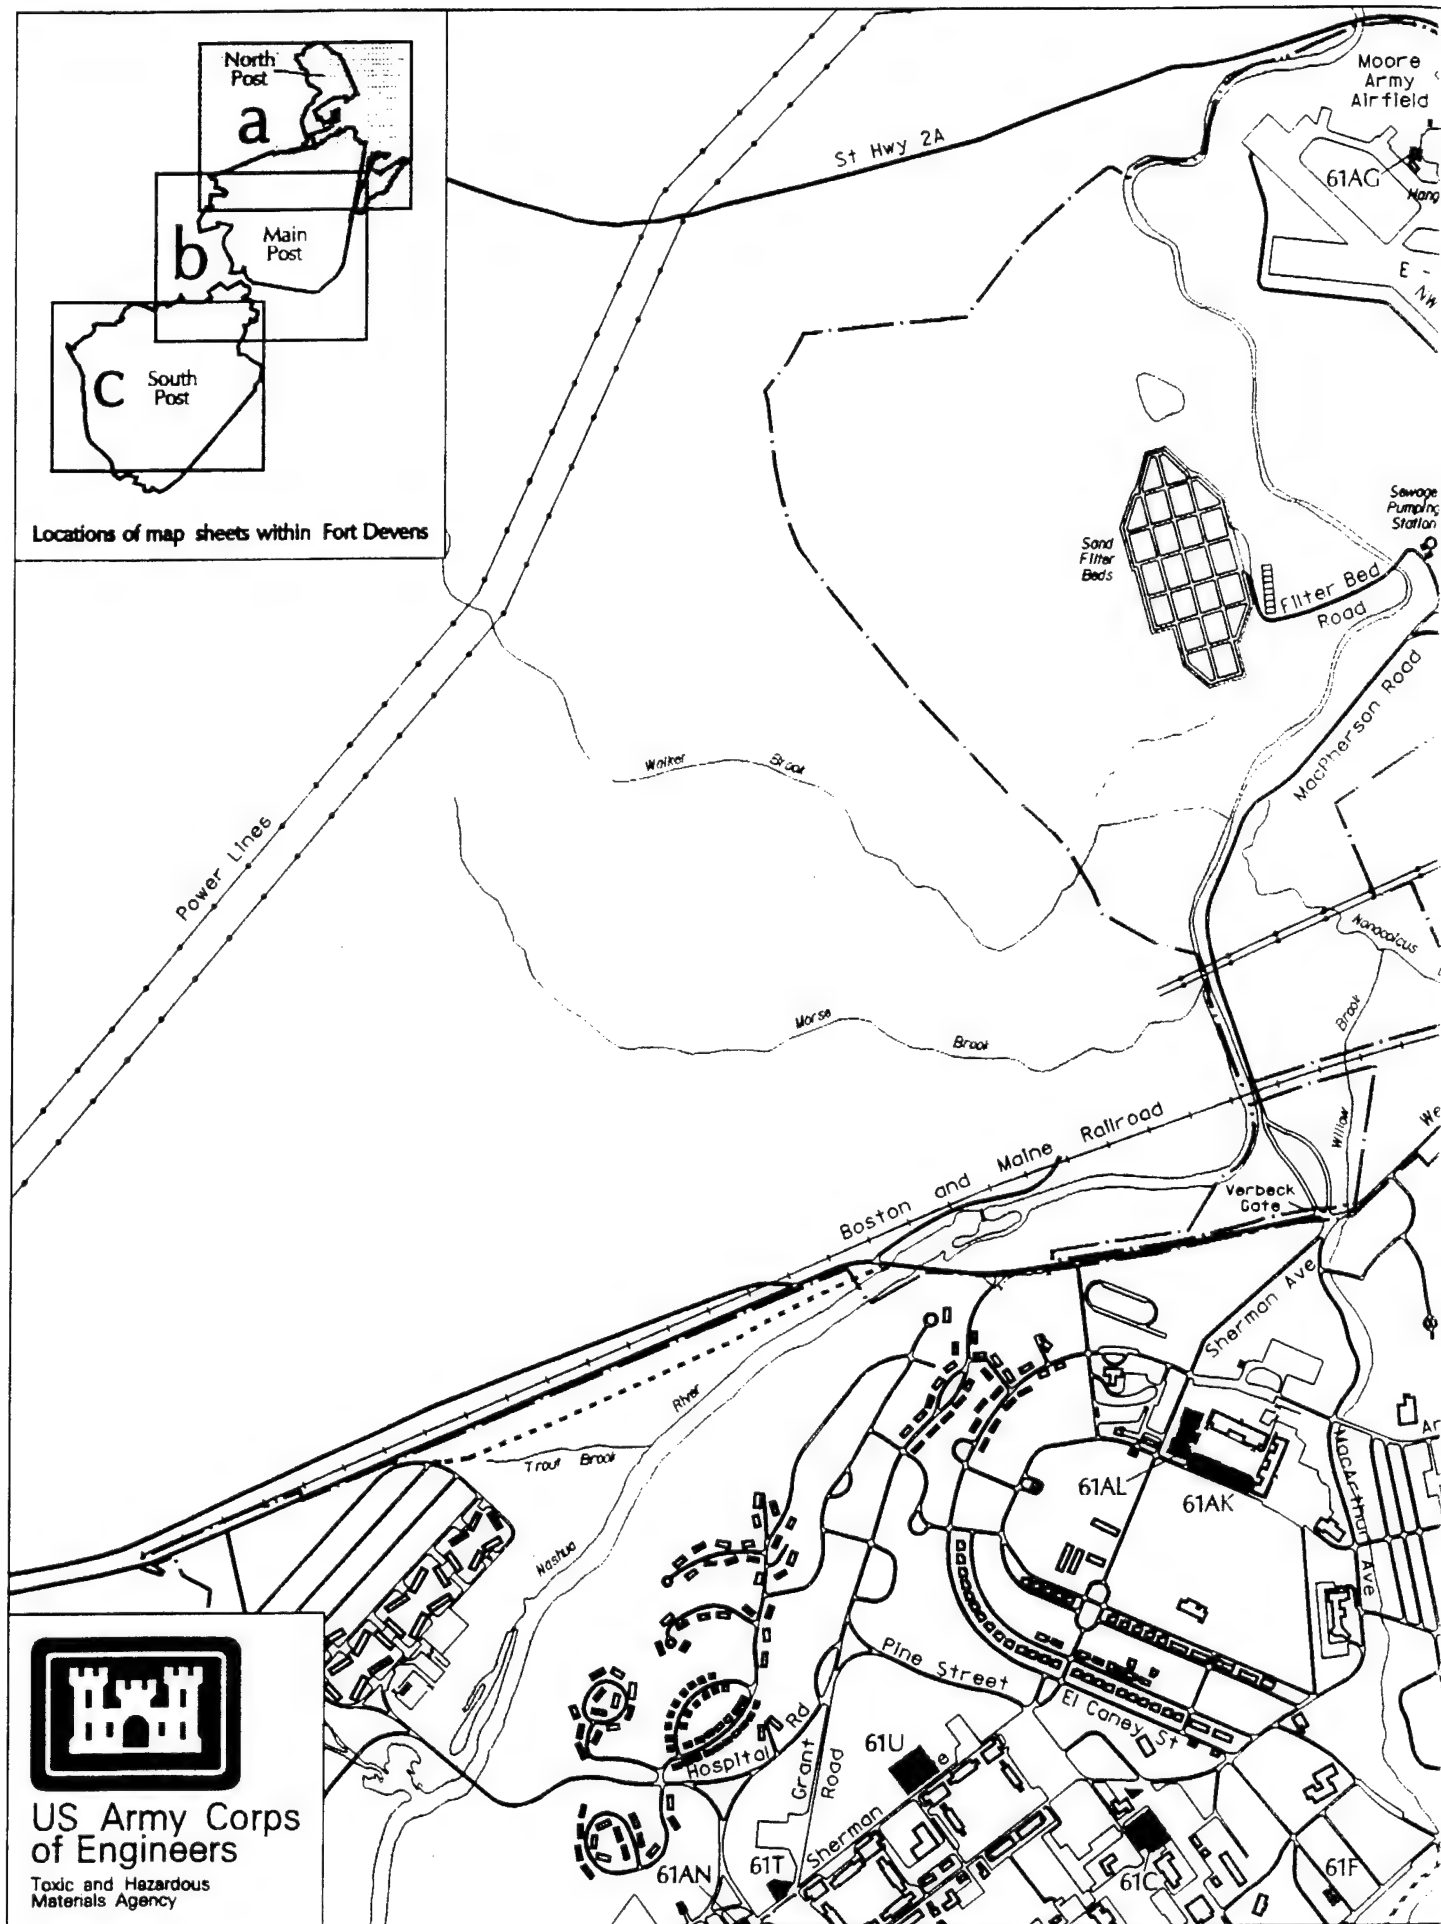 North
Post
a
b
Main
Post
C
South
Post
Locations of map sheets within Fort Devens
St Hwy 2A
Moore
Army
Airfield
61AG
E -
NW
Sewage
Pumping
Station
Sand
Filter
Beds
Filter Bed
Road
MacPherson Road
Walker Brook
Power Lines
Nonacoicus
Brook
Morse Brook
Willow
Boston and Maine Railroad
Verbeck
Gate
Sherman Ave
River
Trout Brook
Nashua
61AL
61AK
MacArthur Ave
Pine Street
El Caney St
Hospital Rd
Grant
Road
61U
Sherman
61AN
61T
61C
61F
US Army Corps
of Engineers
Toxic and Hazardous
Materials Agency